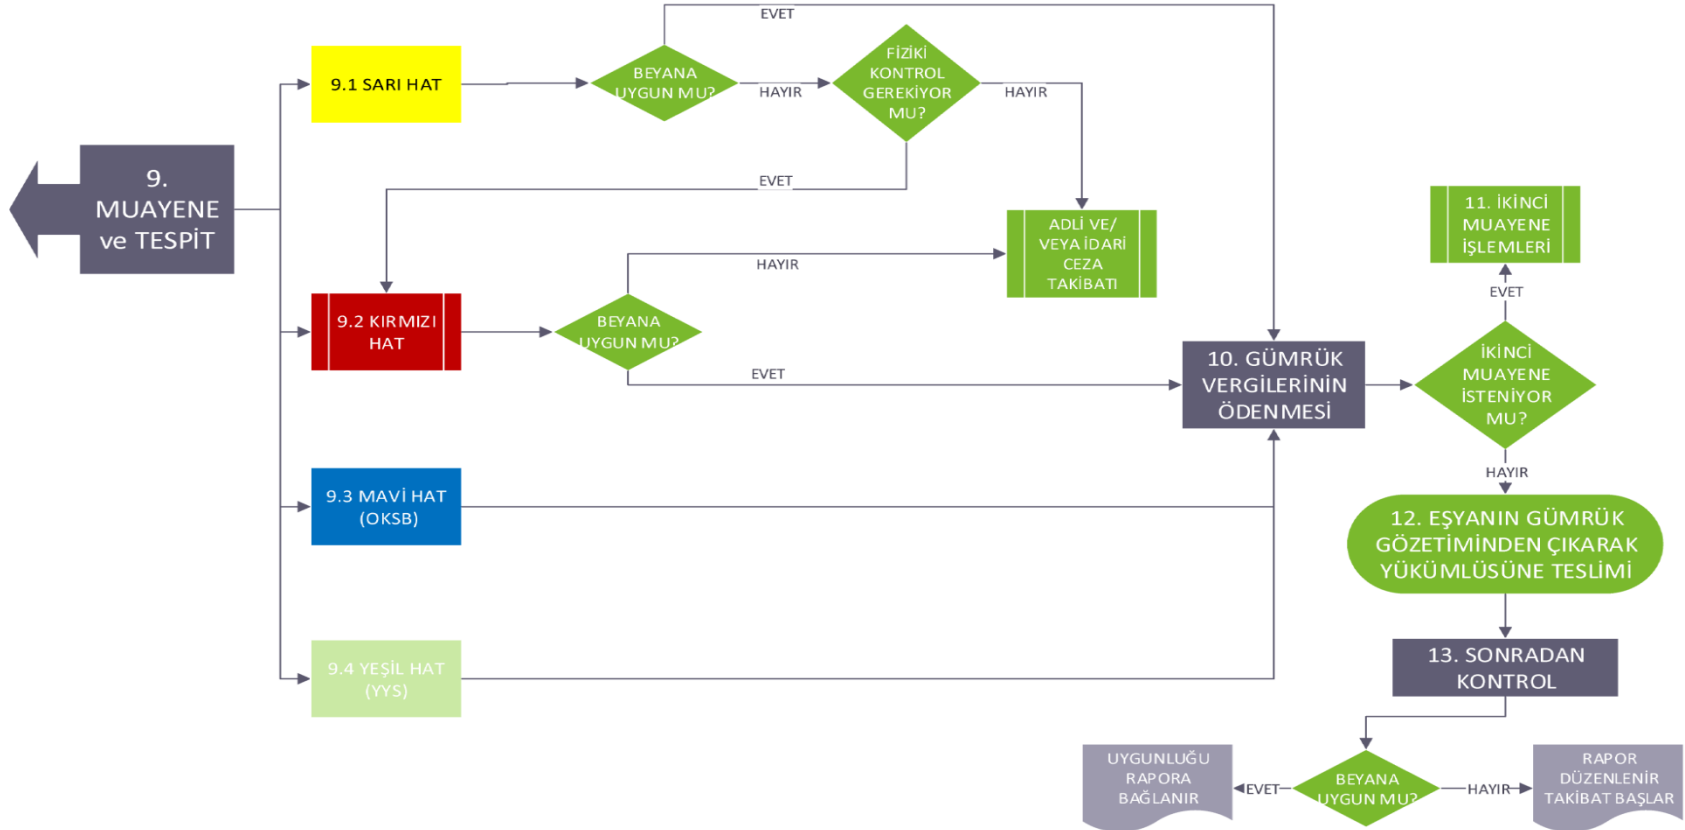 EVET
9.1 SARI HAT
BEYANA
UYGUN MU?
HAYIR
FİZİKİ
KONTROL
GEREKİYOR
MU?
HAYIR
9.
MUAYENE
ve TESPİT
EVET
ADLİ VE/
VEYA İDARİ
CEZA
TAKİBATI
11. İKİNCİ
MUAYENE
İŞLEMLERİ
HAYIR
EVET
9.2 KIRMIZI
HAT
BEYANA
UYGUN MU?
EVET
10. GÜMRÜK
VERGİLERİNİN
ÖDENMESİ
İKİNCİ
MUAYENE
İSTENİYOR
MU?
HAYIR
9.3 MAVİ HAT
(OKSB)
12. EŞYANIN GÜMRÜK
GÖZETİMİNDEN ÇIKARAK
YÜKÜMLÜSÜNE TESLİMİ
9.4 YEŞİL HAT
(YYS)
13. SONRADAN
KONTROL
UYGUNLUĞU
RAPORA
BAĞLANIR
EVET
BEYANA
UYGUN MU?
HAYIR
RAPOR
DÜZENLENİR
TAKİBAT BAŞLAR